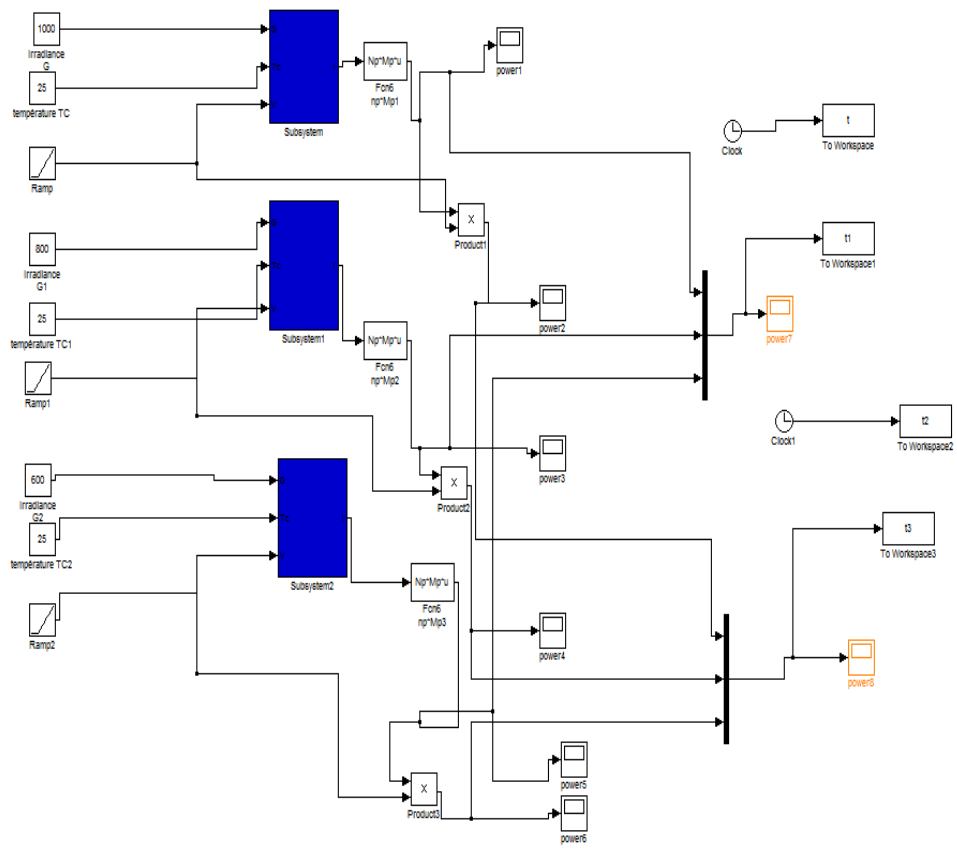 1000
Irradiance
G
25
température TC
Ramp
Subsystem
Np*Mp*u
Fcn6
np*Mp1
power1
X
Product1
Clock
t
To Workspace
800
Irradiance
G1
25
température TC1
Ramp1
Subsystem1
Np*Mp*u
Fcn6
np*Mp2
power2
t1
To Workspace1
power7
power3
X
Product2
Clock1
t2
To Workspace2
600
Irradiance
G2
25
température TC2
Ramp2
Subsystem2
Np*Mp*u
Fcn6
np*Mp3
power4
t3
To Workspace3
power8
X
Product3
power5
power6